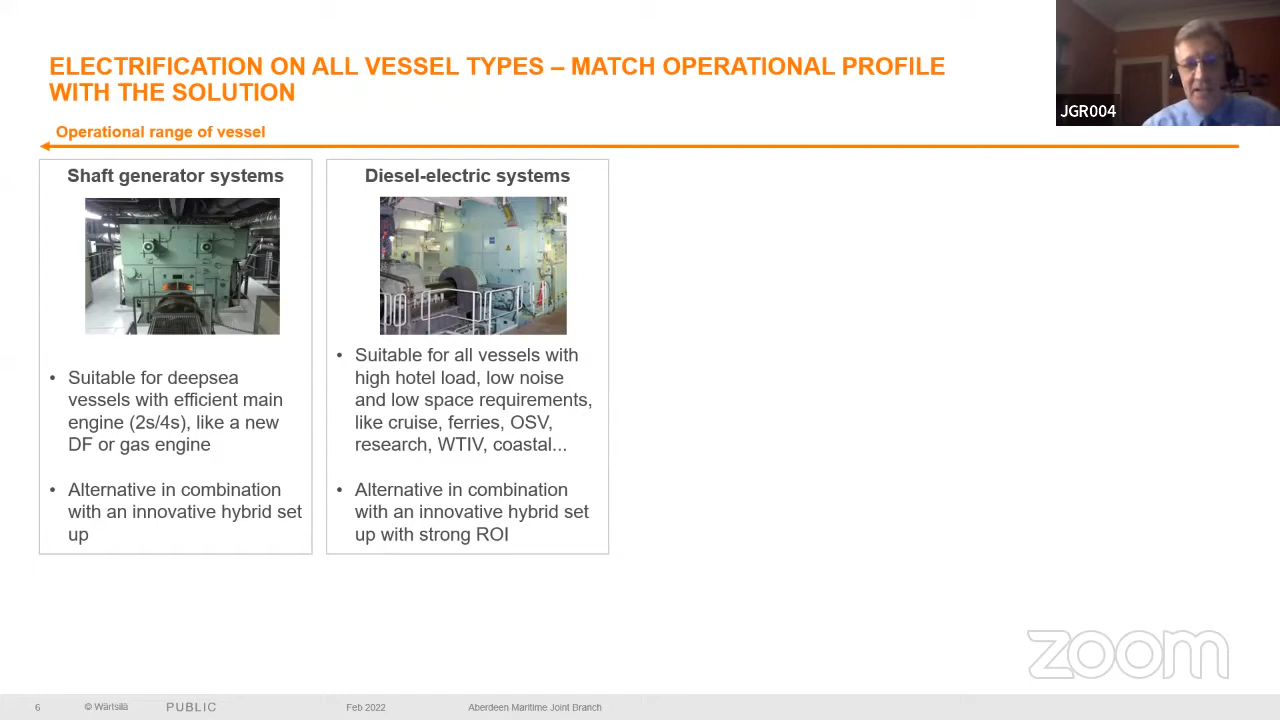 ELECTRIFICATION ON ALL VESSEL TYPES – MATCH OPERATIONAL PROFILE
WITH THE SOLUTION
JGR004
Operational range of vessel
Shaft generator systems
• Suitable for deepsea
vessels with efficient main
engine (2s/4s), like a new
DF or gas engine
• Alternative in combination
with an innovative hybrid set
up
Diesel-electric systems
• Suitable for all vessels with
high hotel load, low noise
and low space requirements,
like cruise, ferries, OSV,
research, WTIV, coastal...
• Alternative in combination
with an innovative hybrid set
up with strong ROI
zoom
6 © Wärtsilä PUBLIC Feb 2022 Aberdeen Maritime Joint Branch